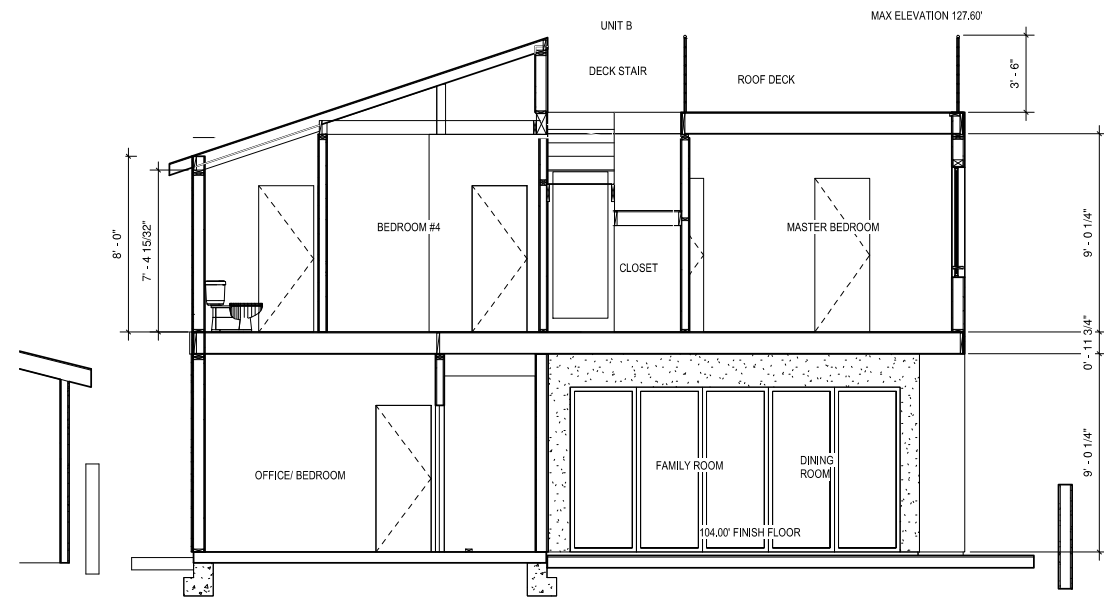 MAX ELEVATION 127.60'
UNIT B
DECK STAIR
ROOF DECK
3' - 6"
8' - 0"
7' - 4 15/32"
BEDROOM #4
MASTER BEDROOM
CLOSET
9' - 0 1/4"
0' - 11 3/4"
OFFICE/ BEDROOM
FAMILY ROOM
DINING
ROOM
9' - 0 1/4"
104.00' FINISH FLOOR